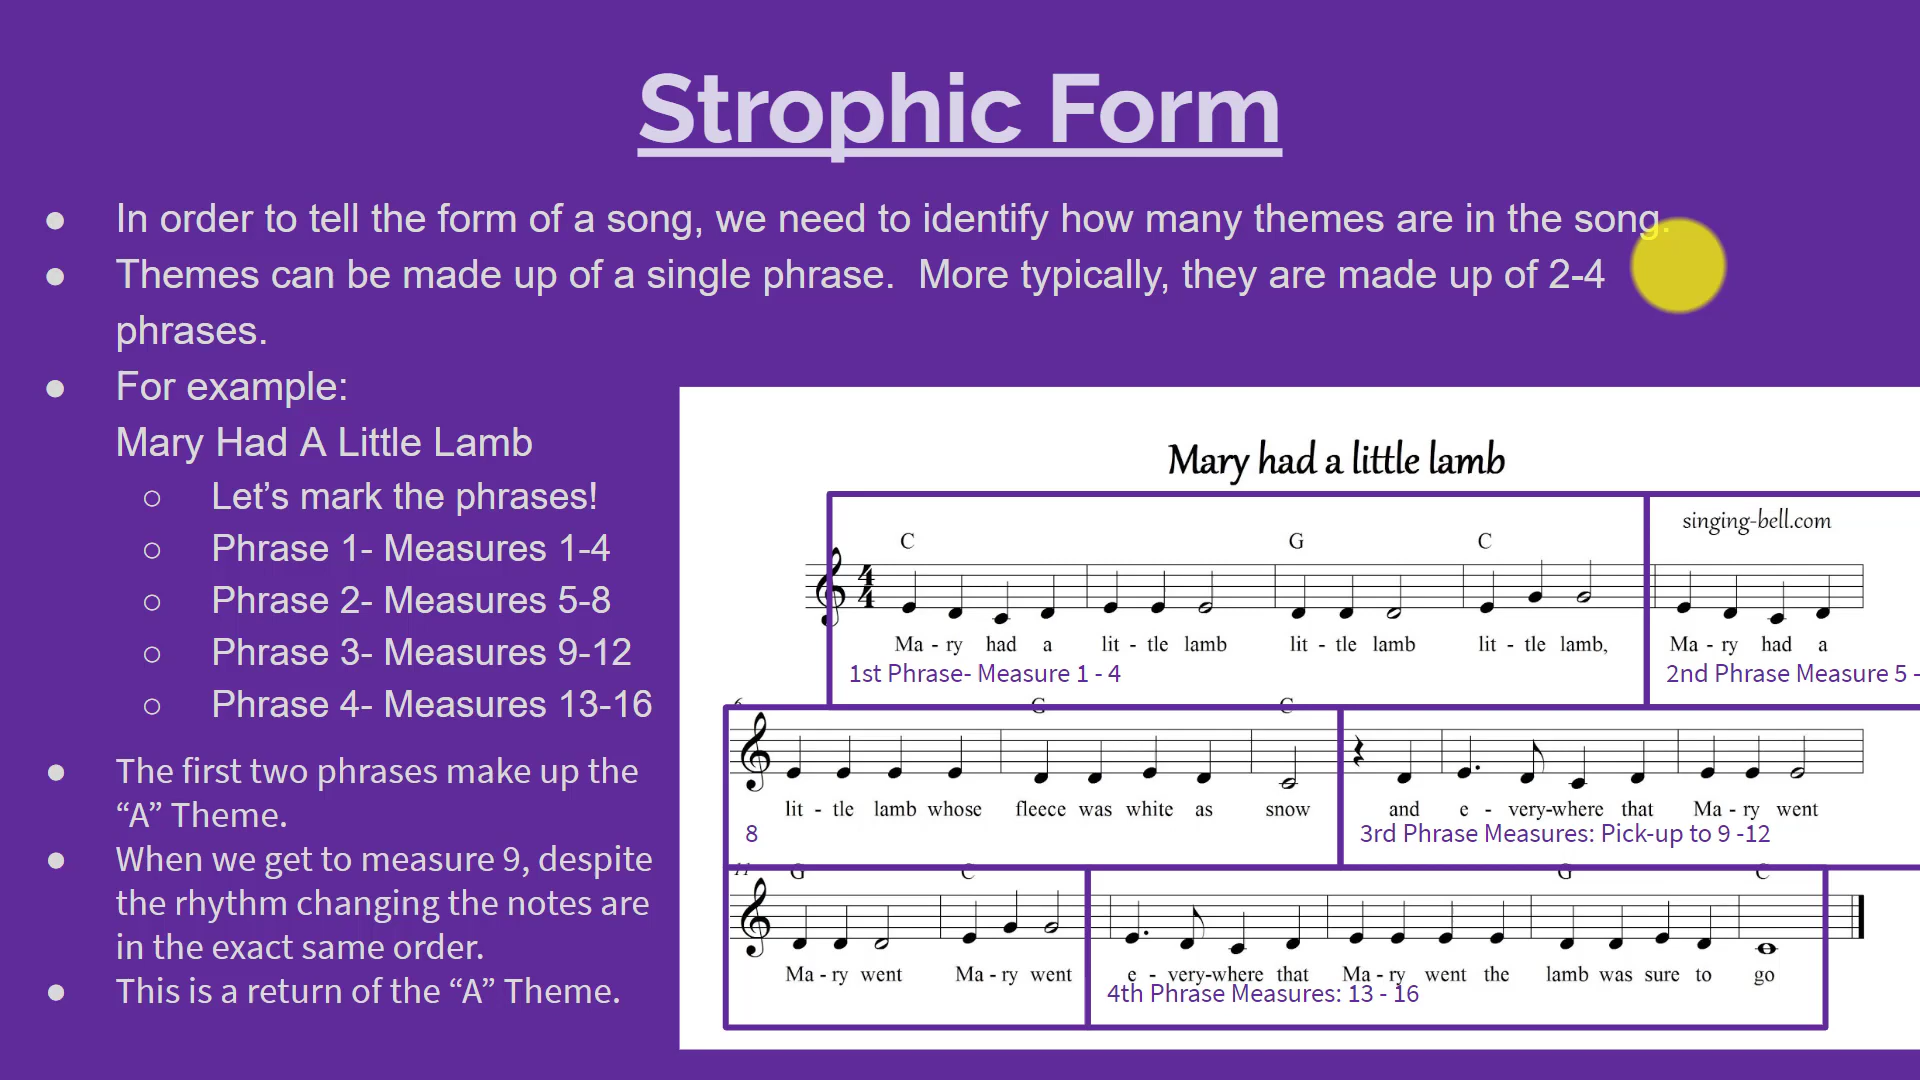 Strophic Form
● In order to tell the form of a song, we need to identify how many themes are in the song.
● Themes can be made up of a single phrase. More typically, they are made up of 2-4
phrases.
● For example:
Mary Had A Little Lamb
○ Let’s mark the phrases!
○ Phrase 1- Measures 1-4
○ Phrase 2- Measures 5-8
○ Phrase 3- Measures 9-12
○ Phrase 4- Measures 13-16
● The first two phrases make up the
“A” Theme.
● When we get to measure 9, despite
the rhythm changing the notes are
in the exact same order.
● This is a return of the “A” Theme.
Mary had a little lamb
singing-bell.com
C G C
4
4
Ma - ry had a lit - tle lamb lit - tle lamb lit - tle lamb, Ma - ry had a
1st Phrase- Measure 1 - 4 2nd Phrase Measure 5 -
6 G C
lit - tle lamb whose fleece was white as snow and e - very-where that Ma - ry went
8 3rd Phrase Measures: Pick-up to 9 -12
11 G C G C
Ma - ry went Ma - ry went e - very-where that Ma - ry went the lamb was sure to go
4th Phrase Measures: 13 - 16